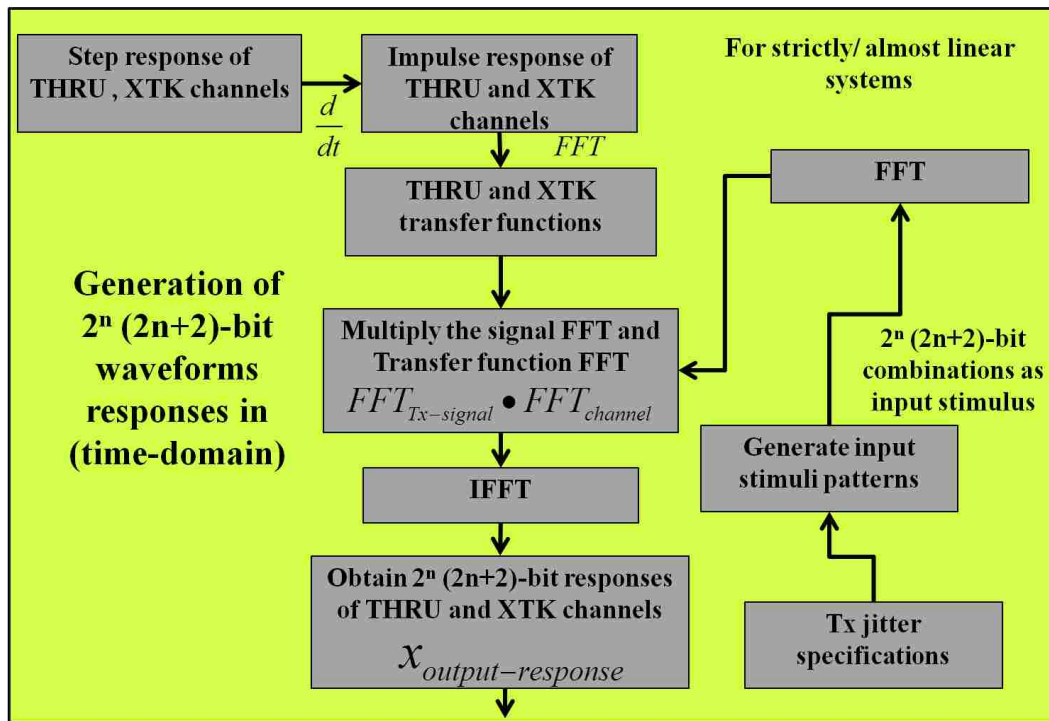 Step response of
THRU , XTK channels
d
dt
Impulse response of
THRU and XTK
channels
For strictly/ almost linear
systems
FFT
THRU and XTK
transfer functions
FFT
Generation of
2ⁿ (2n+2)-bit
waveforms
responses in
(time-domain)
Multiply the signal FFT and
Transfer function FFT
FFT_Tx−signal • FFT_channel
2ⁿ (2n+2)-bit
combinations as
input stimulus
Generate input
stimuli patterns
IFFT
Obtain 2ⁿ (2n+2)-bit responses
of THRU and XTK channels
x_output−response
Tx jitter
specifications